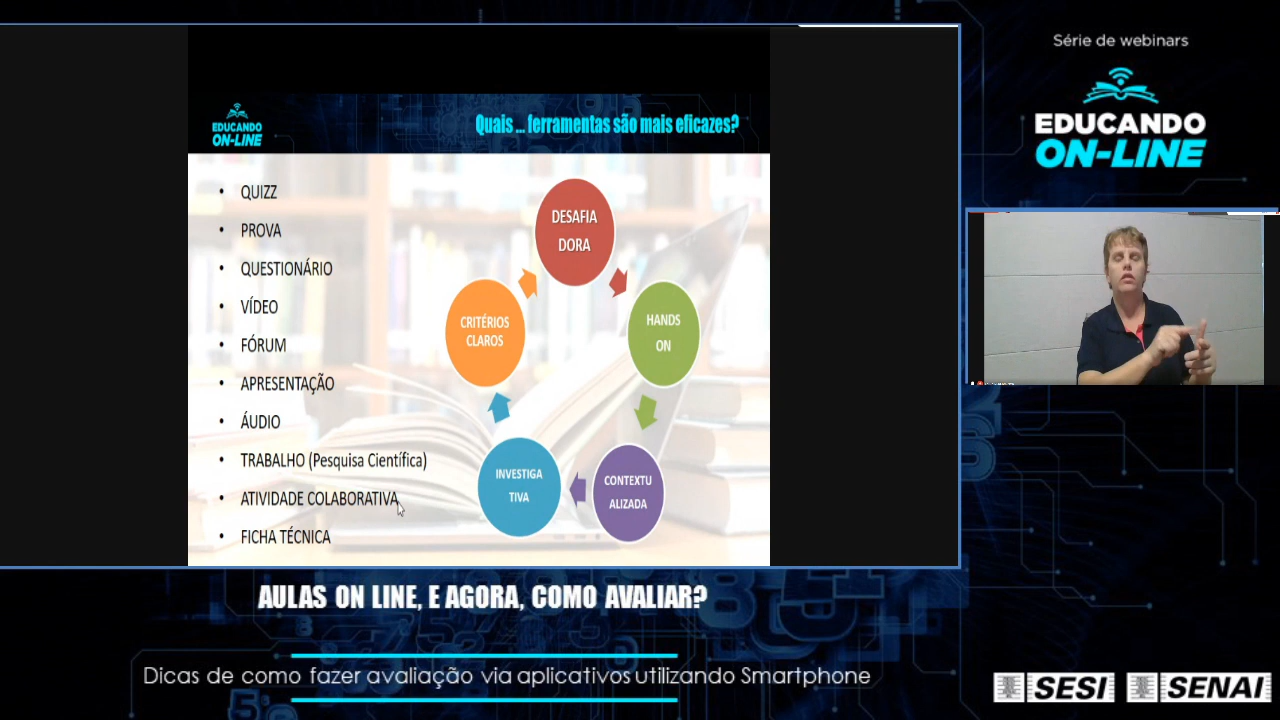 Série de webinars
EDUCANDO
ON-LINE
EDUCANDO
ON-LINE
Quais ... ferramentas são mais eficazes?
• QUIZZ
• PROVA
• QUESTIONÁRIO
• VÍDEO
• FÓRUM
• APRESENTAÇÃO
• ÁUDIO
• TRABALHO (Pesquisa Científica)
• ATIVIDADE COLABORATIVA
• FICHA TÉCNICA
DESAFIA
DORA
HANDS
ON
CONTEXTU
ALIZADA
INVESTIGA
TIVA
CRITÉRIOS
CLAROS
AULAS ON LINE, E AGORA, COMO AVALIAR?
Dicas de como fazer avaliação via aplicativos utilizando Smartphone
SESI
SENAI